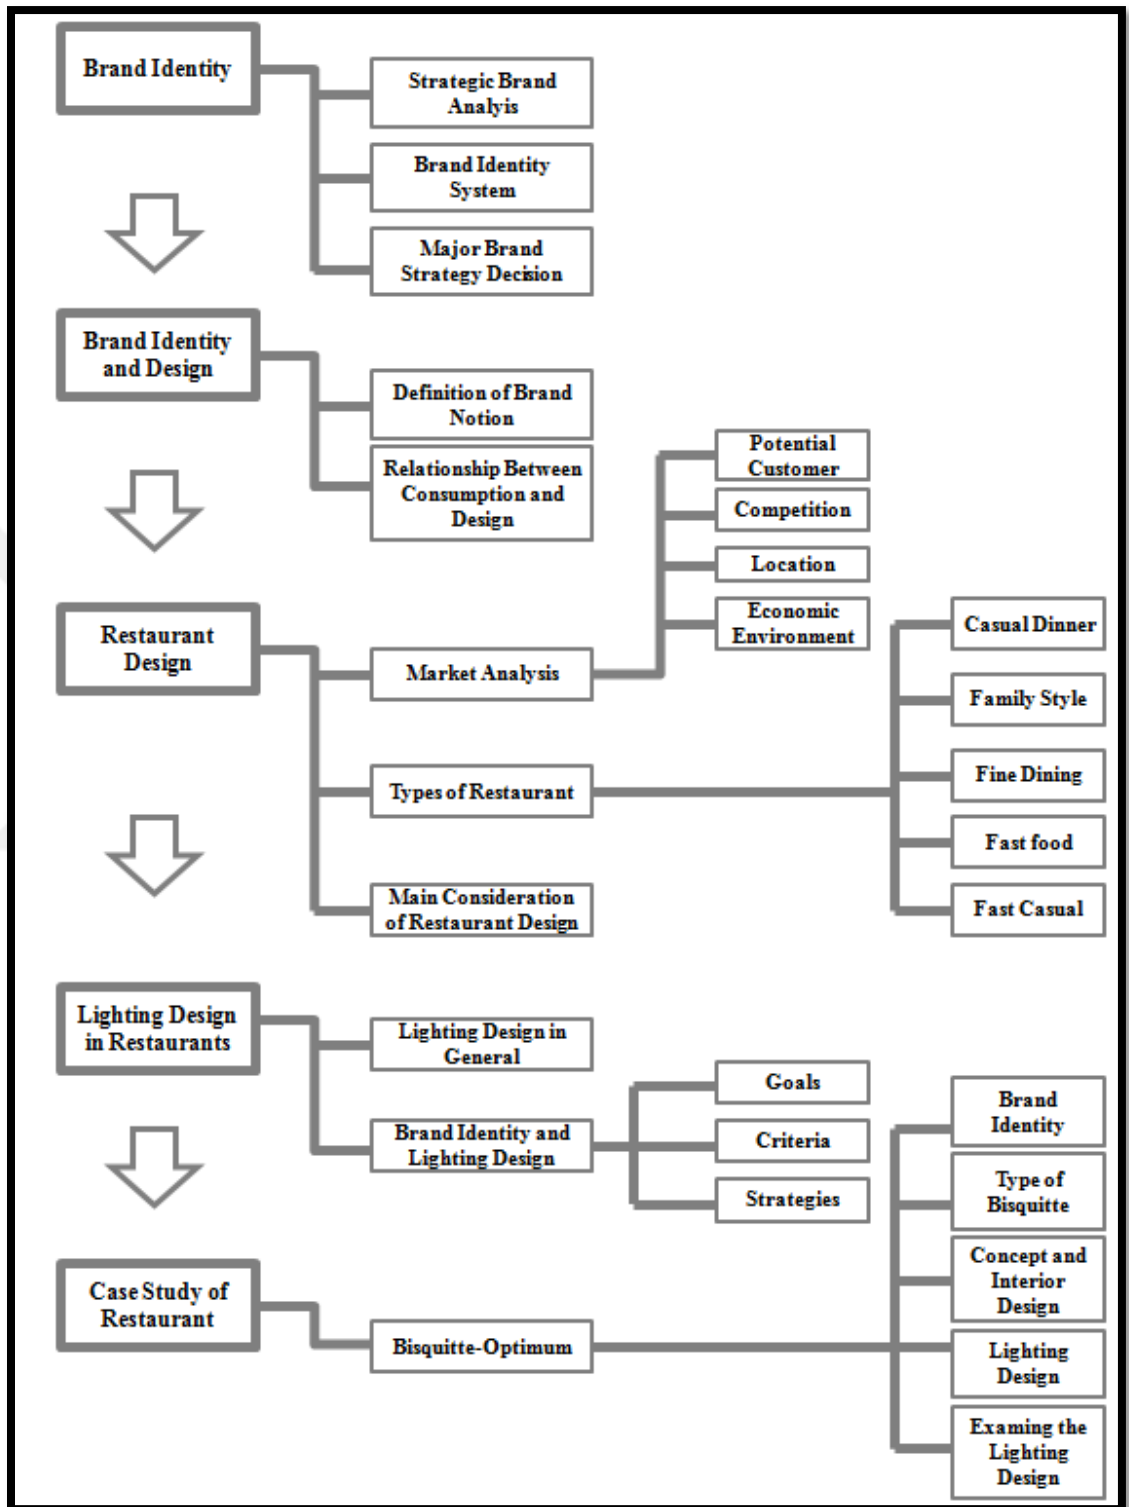 Brand Identity
Strategic Brand
Analyis
Brand Identity
System
Major Brand
Strategy Decision
Brand Identity
and Design
Definition of Brand
Notion
Relationship Between
Consumption and
Design
Restaurant
Design
Market Analysis
Potential
Customer
Competition
Location
Economic
Environment
Types of Restaurant
Casual Dinner
Family Style
Fine Dining
Fast food
Fast Casual
Main Consideration
of Restaurant Design
Lighting Design
in Restaurants
Lighting Design in
General
Brand Identity and
Lighting Design
Goals
Criteria
Strategies
Case Study of
Restaurant
Bisquitte-Optimum
Brand
Identity
Type of
Bisquitte
Concept and
Interior
Design
Lighting
Design
Examing the
Lighting
Design